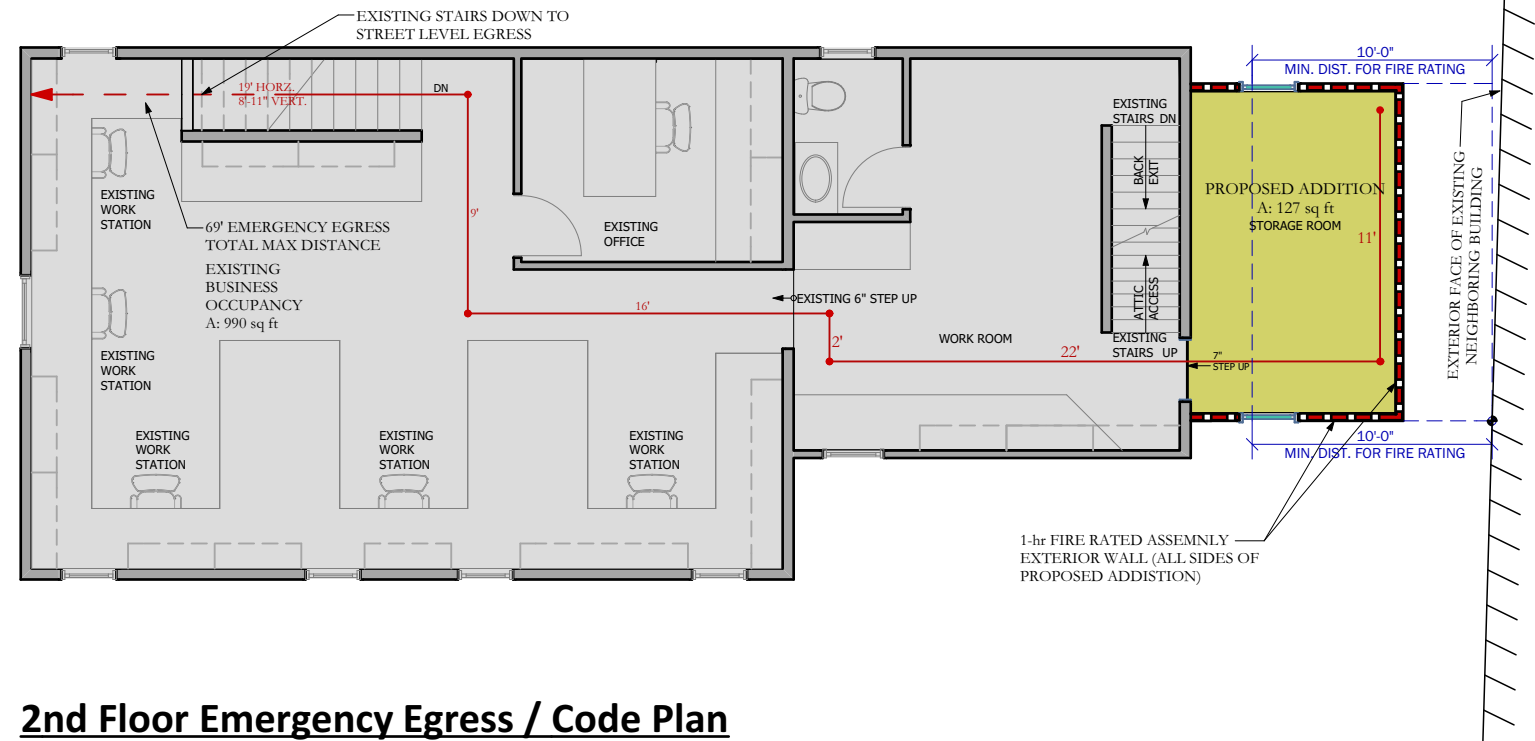 EXISTING STAIRS DOWN TO
STREET LEVEL EGRESS
10'-0"
MIN. DIST. FOR FIRE RATING
19' HORZ.
8'-11" VERT.
DN
EXISTING
STAIRS DN
BACK
EXIT
ATTIC
ACCESS
EXISTING
STAIRS UP
PROPOSED ADDITION
A: 127 sq ft
STORAGE ROOM
11'
EXTERIOR FACE OF EXISTING
NEIGHBORING BUILDING
EXISTING
WORK
STATION
69' EMERGENCY EGRESS
TOTAL MAX DISTANCE
9'
EXISTING
OFFICE
EXISTING
BUSINESS
OCCUPANCY
A: 990 sq ft
16'
EXISTING 6" STEP UP
2'
WORK ROOM
22'
7"
STEP UP
EXISTING
WORK
STATION
EXISTING
WORK
STATION
EXISTING
WORK
STATION
EXISTING
WORK
STATION
10'-0"
MIN. DIST. FOR FIRE RATING
1-hr FIRE RATED ASSEMNLY
EXTERIOR WALL (ALL SIDES OF
PROPOSED ADDISTION)
2nd Floor Emergency Egress / Code Plan